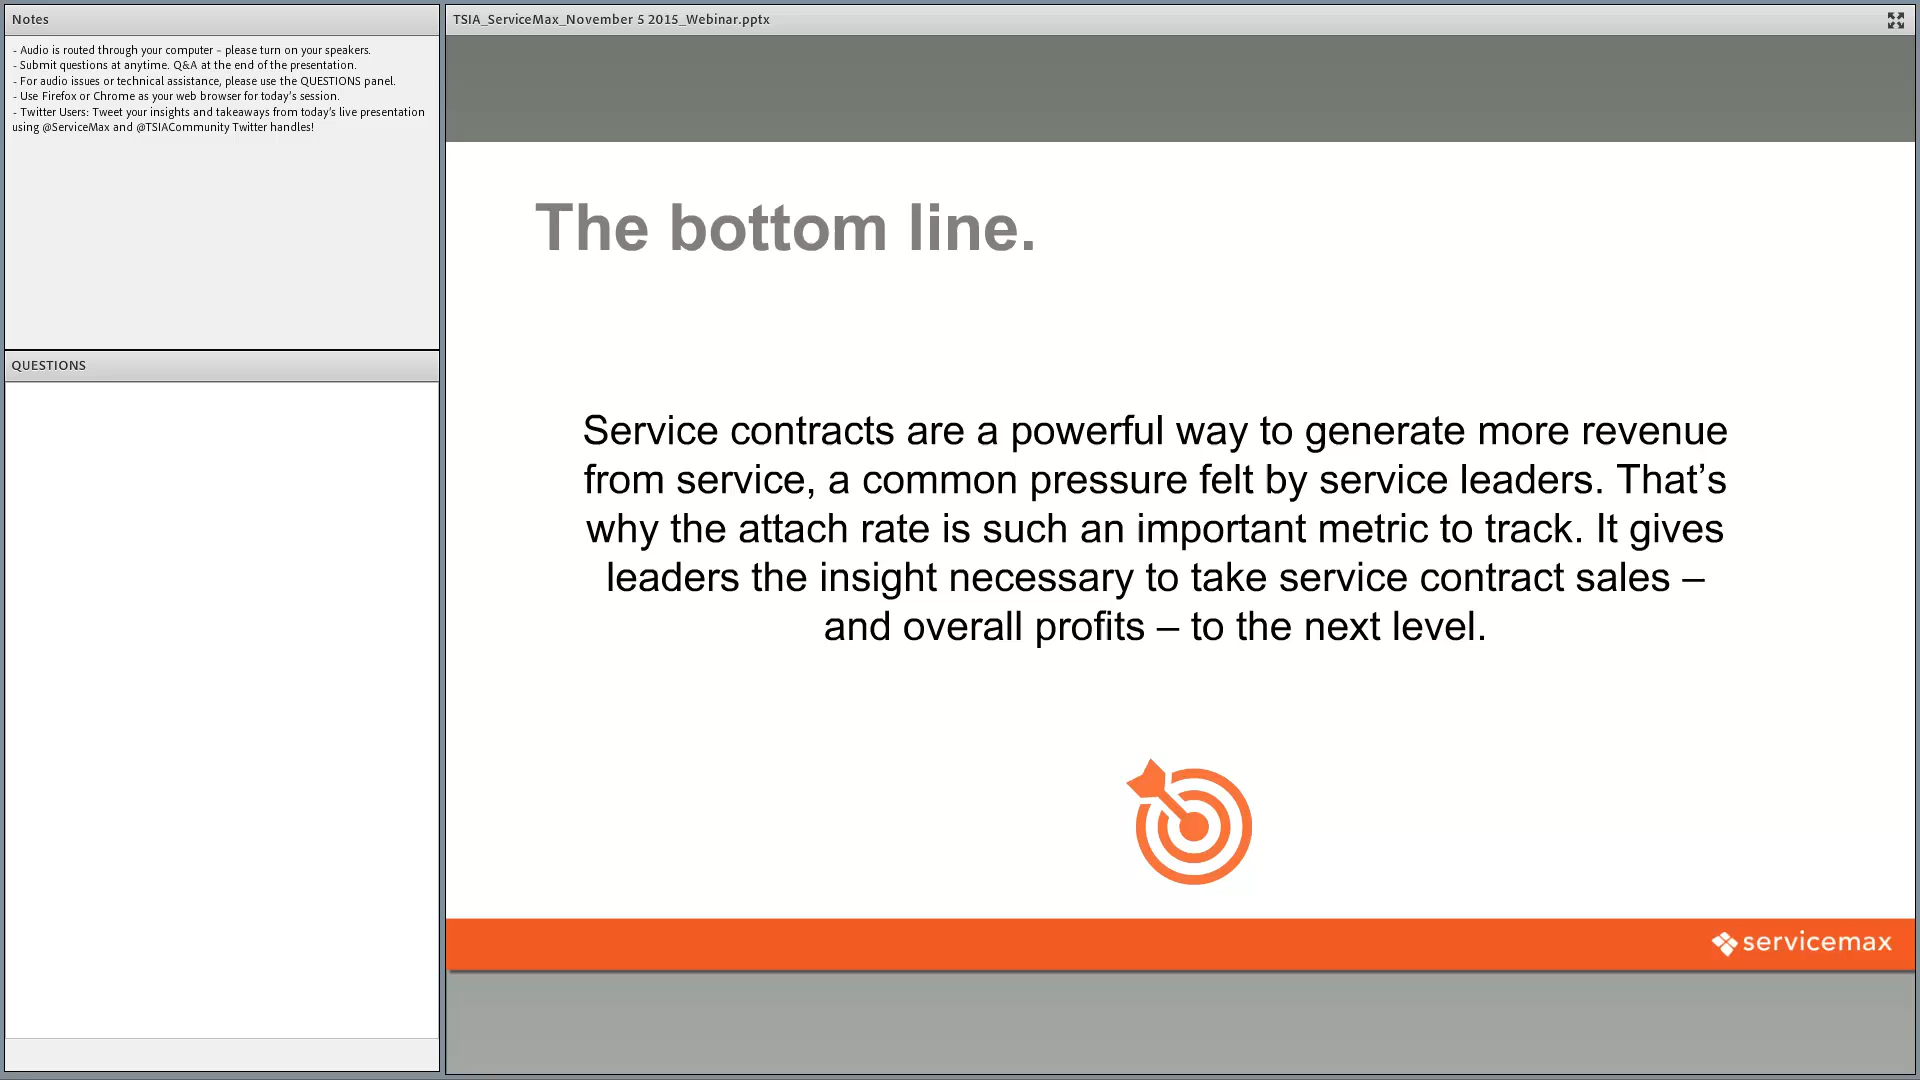 Notes
- Audio is routed through your computer - please turn on your speakers.
- Submit questions at anytime. Q&A at the end of the presentation.
- For audio issues or technical assistance, please use the QUESTIONS panel.
- Use Firefox or Chrome as your web browser for today's session.
- Twitter Users: Tweet your insights and takeaways from today's live presentation
using @ServiceMax and @TSIACommunity Twitter handles!
QUESTIONS
TSIA_ServiceMax_November 5 2015_Webinar.pptx
The bottom line.
Service contracts are a powerful way to generate more revenue
from service, a common pressure felt by service leaders. That’s
why the attach rate is such an important metric to track. It gives
leaders the insight necessary to take service contract sales –
and overall profits – to the next level.
servicemax